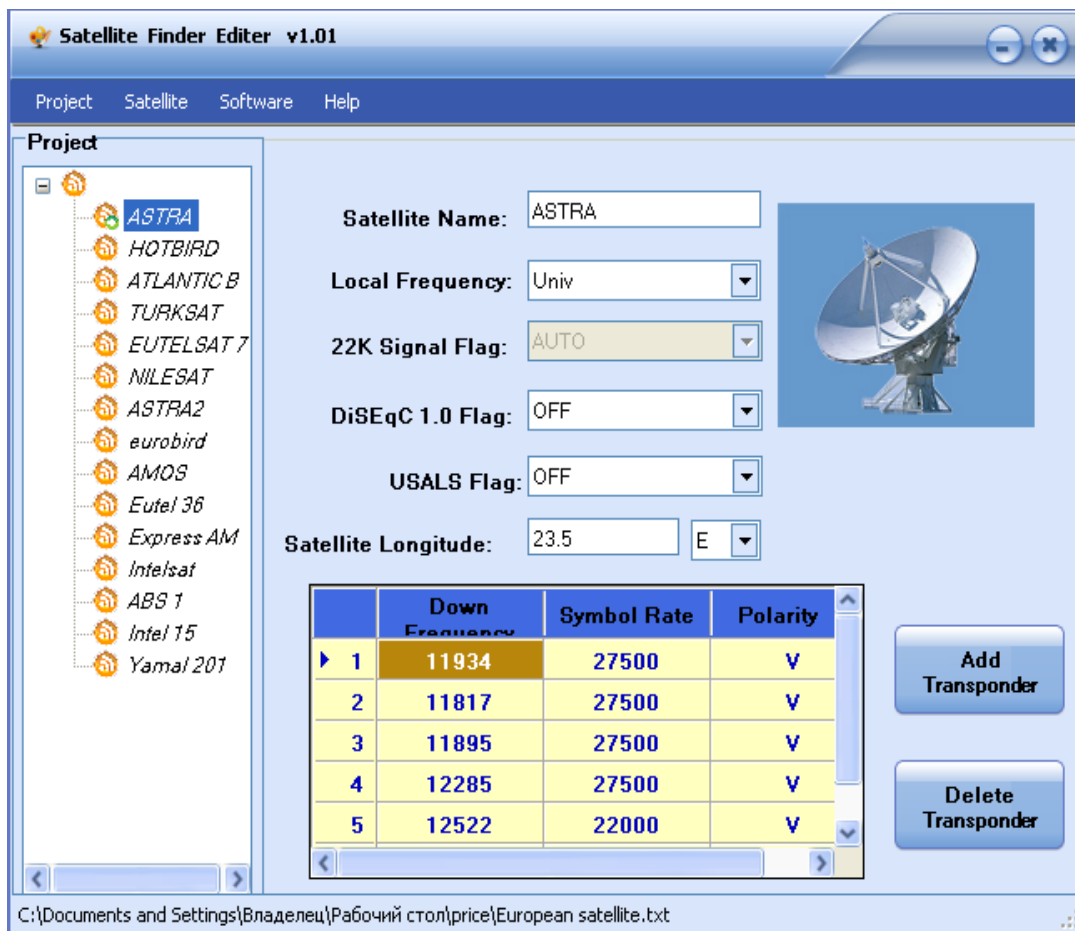 Satellite Finder Editer v1.01
Project Satellite Software Help
Project
ASTRA
HOTBIRD
ATLANTIC B
TURKSAT
EUTELSAT 7
NILESAT
ASTRA2
eurobird
AMOS
Eutel 36
Express AM
Intelsat
ABS 1
Intel 15
Yamal 201
Satellite Name: ASTRA
Local Frequency: Univ
22K Signal Flag: AUTO
DiSEqC 1.0 Flag: OFF
USALS Flag: OFF
Satellite Longitude: 23.5 E
Down Frequency Symbol Rate Polarity
1 11934 27500 V
2 11817 27500 V
3 11895 27500 V
4 12285 27500 V
5 12522 22000 V
Add
Transponder
Delete
Transponder
C:\Documents and Settings\Владелец\Рабочий стол\price\European satellite.txt